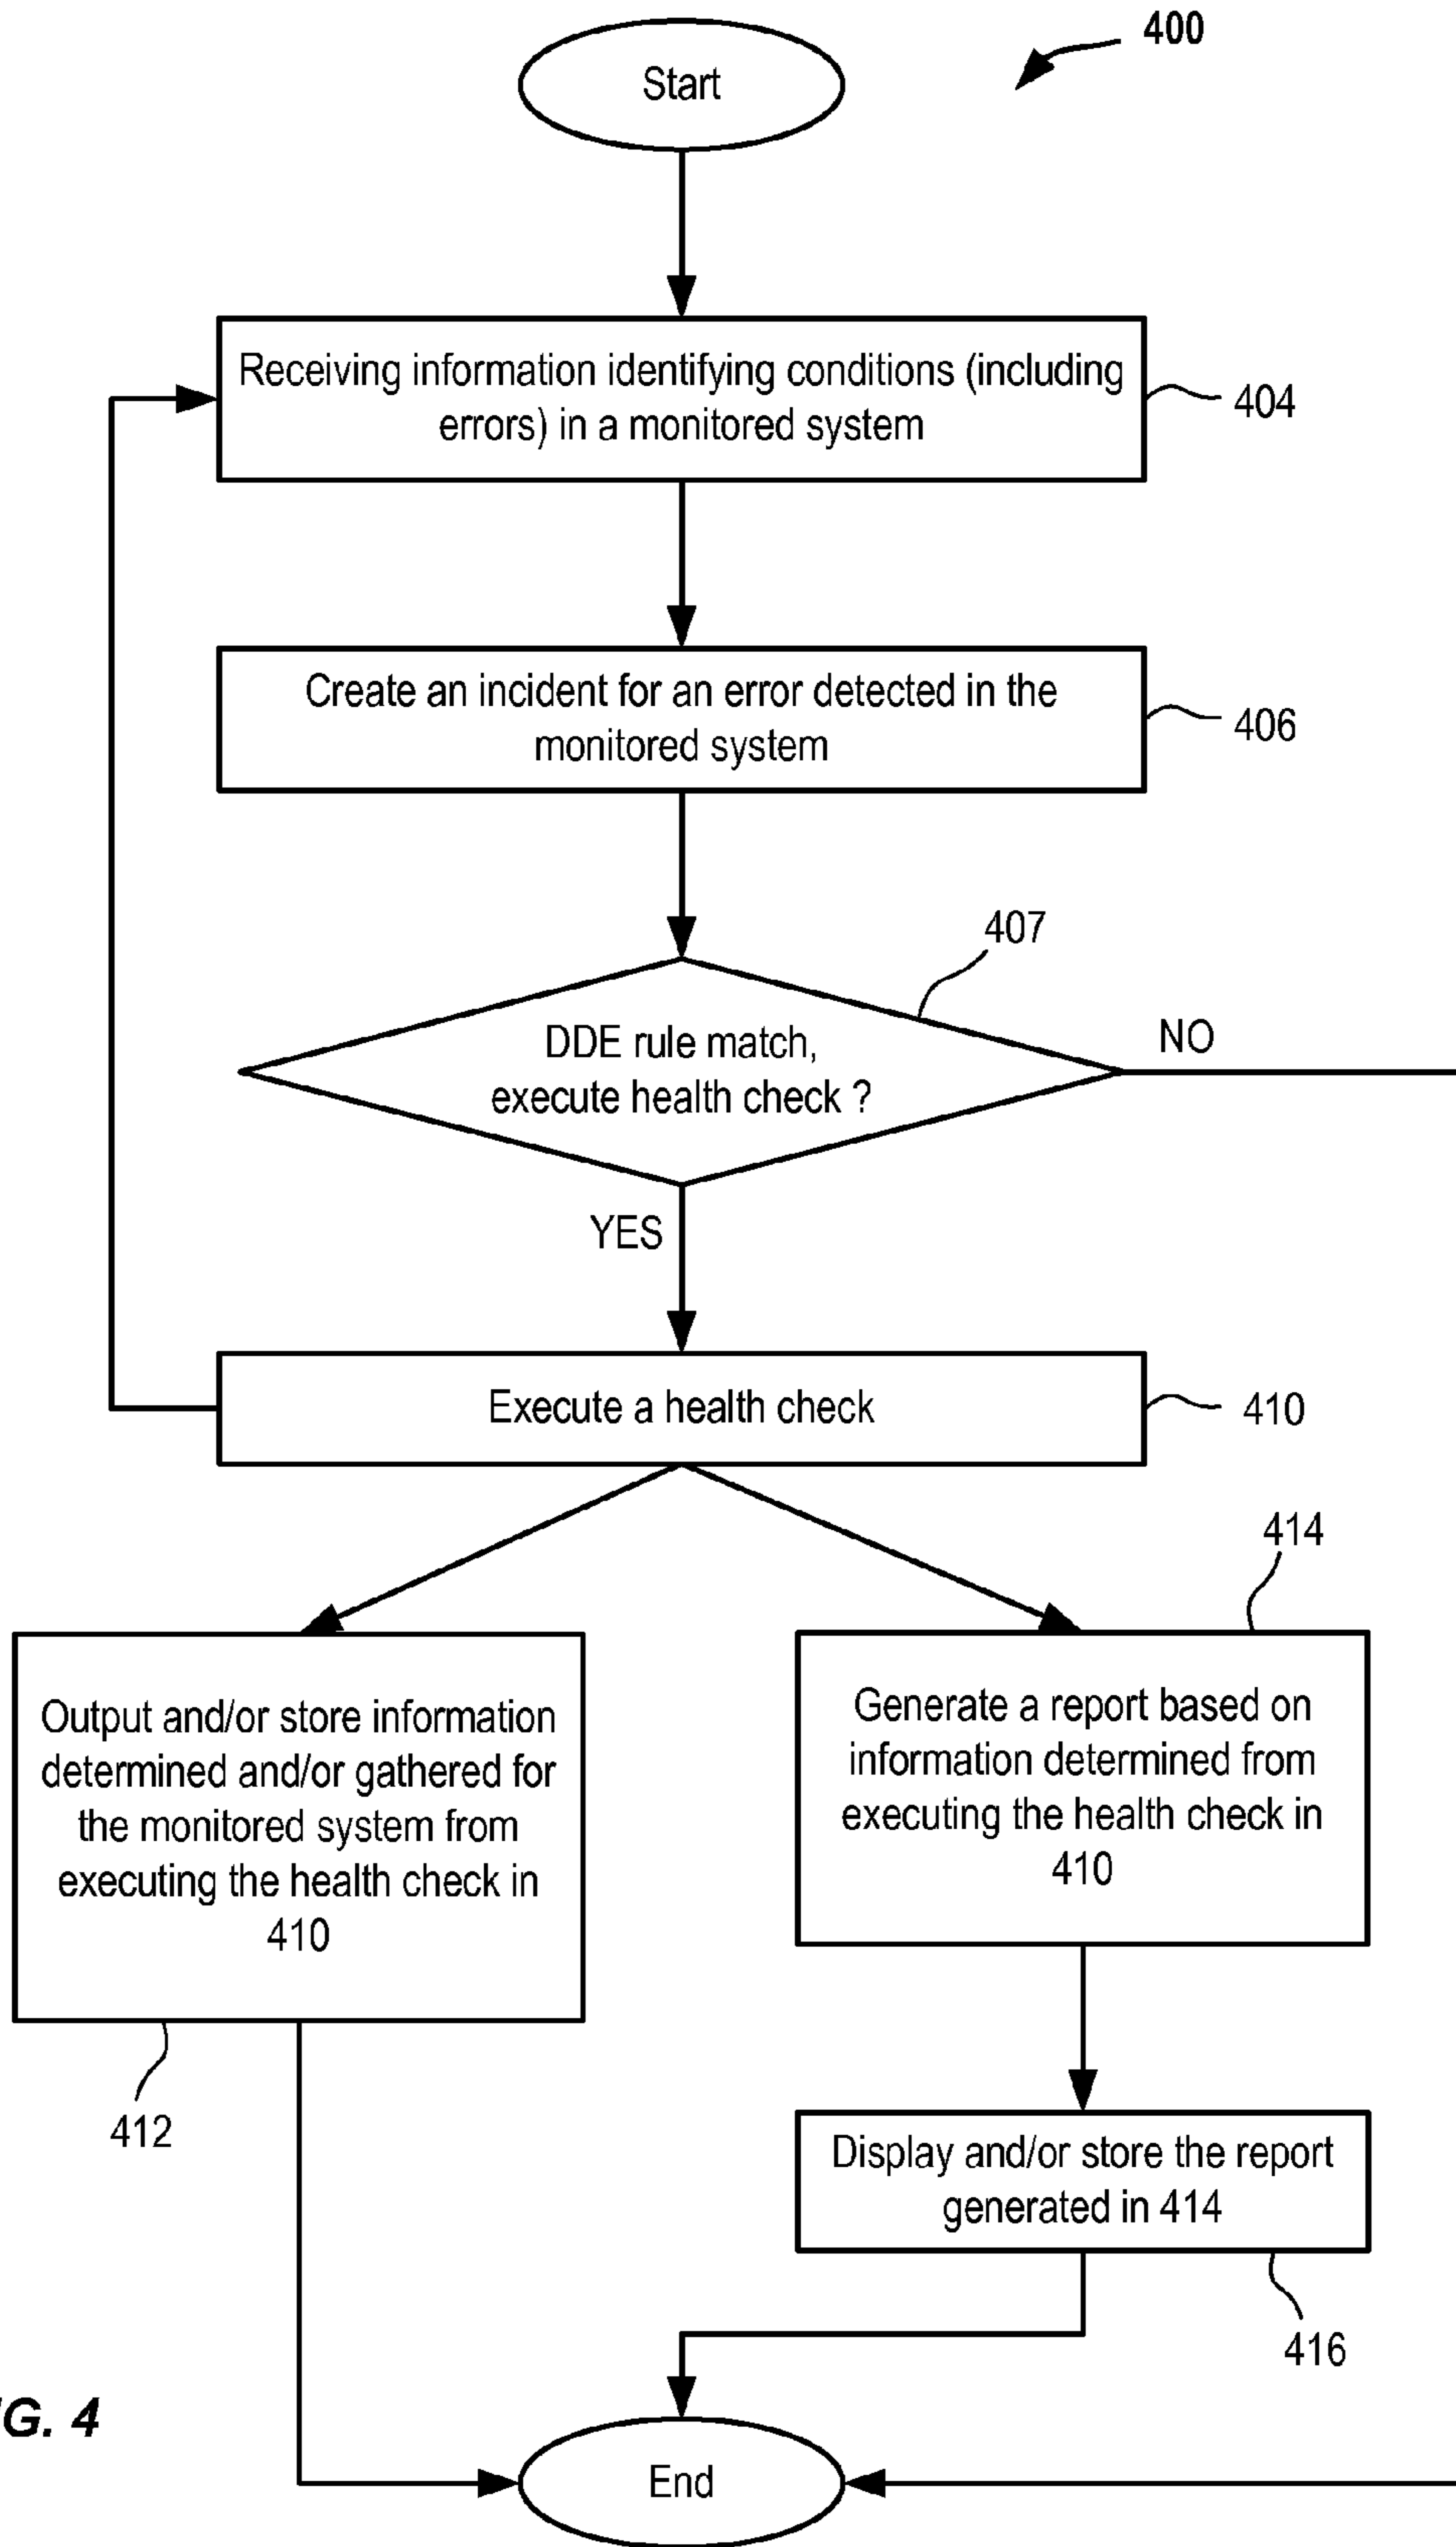 400
Start
Receiving information identifying conditions (including
errors) in a monitored system
404
Create an incident for an error detected in the
monitored system
406
407
DDE rule match,
execute health check ?
NO
YES
Execute a health check
410
414
Output and/or store information
determined and/or gathered for
the monitored system from
executing the health check in
410
412
Generate a report based on
information determined from
executing the health check in
410
Display and/or store the report
generated in 414
416
G. 4
End